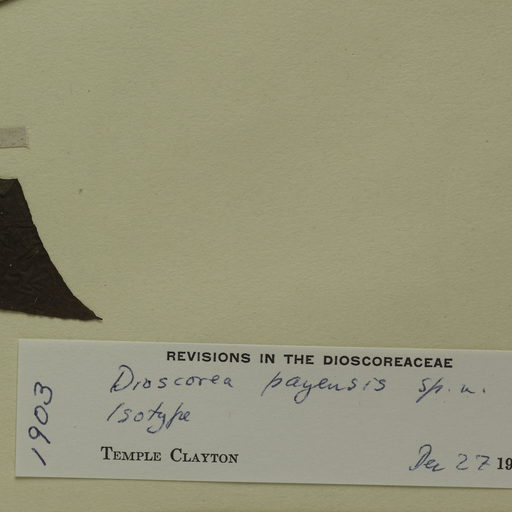 REVISIONS IN THE DIOSCOREACEAE
Dioscorea payensis sp. n.
Isotype
TEMPLE CLAYTON
Dec 27 19
1903